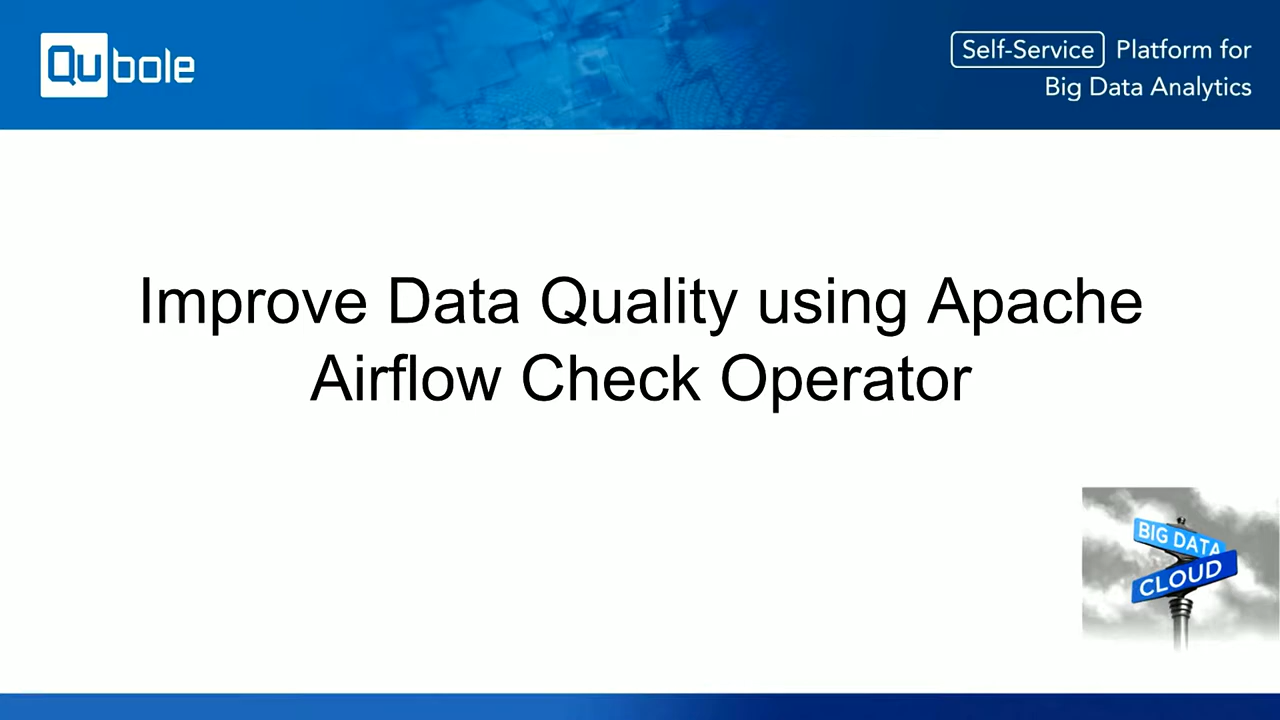 Qubole
Self-Service Platform for
Big Data Analytics
Improve Data Quality using Apache
Airflow Check Operator
BIG DATA
CLOUD